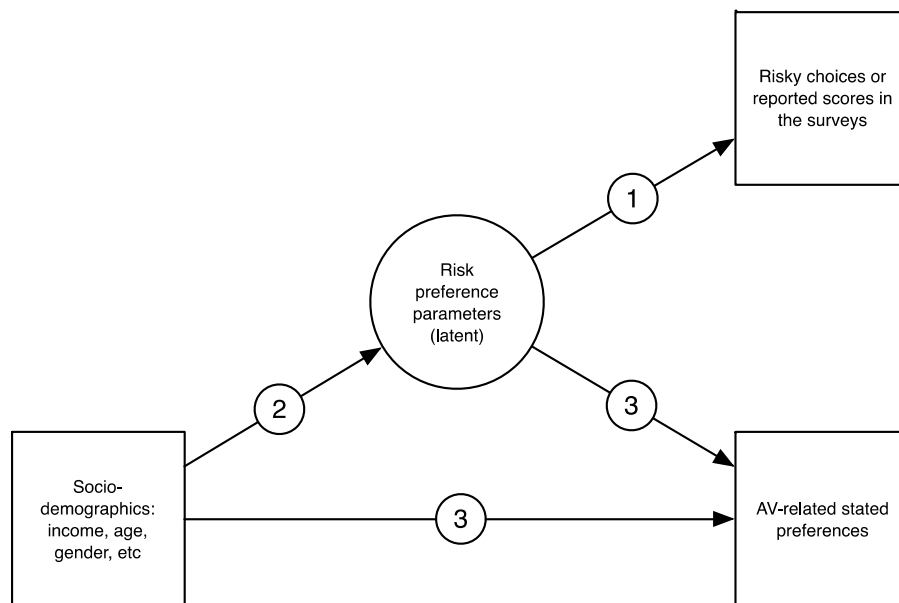 Risky choices or
reported scores in
the surveys
1
Risk
preference
parameters
(latent)
2
3
Socio-
demographics:
income, age,
gender, etc
3
AV-related stated
preferences